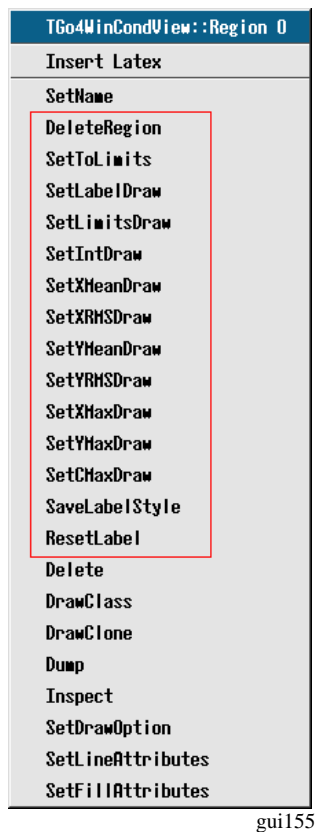 TGo4WinCondView::Region 0
Insert Latex
SetName
DeleteRegion
SetToLimits
SetLabelDraw
SetLimitsDraw
SetIntDraw
SetXMeanDraw
SetXRMSDraw
SetYMeanDraw
SetYRMSDraw
SetXMaxDraw
SetYMaxDraw
SetCMaxDraw
SaveLabelStyle
ResetLabel
Delete
DrawClass
DrawClone
Dump
Inspect
SetDrawOption
SetLineAttributes
SetFillAttributes
gui155